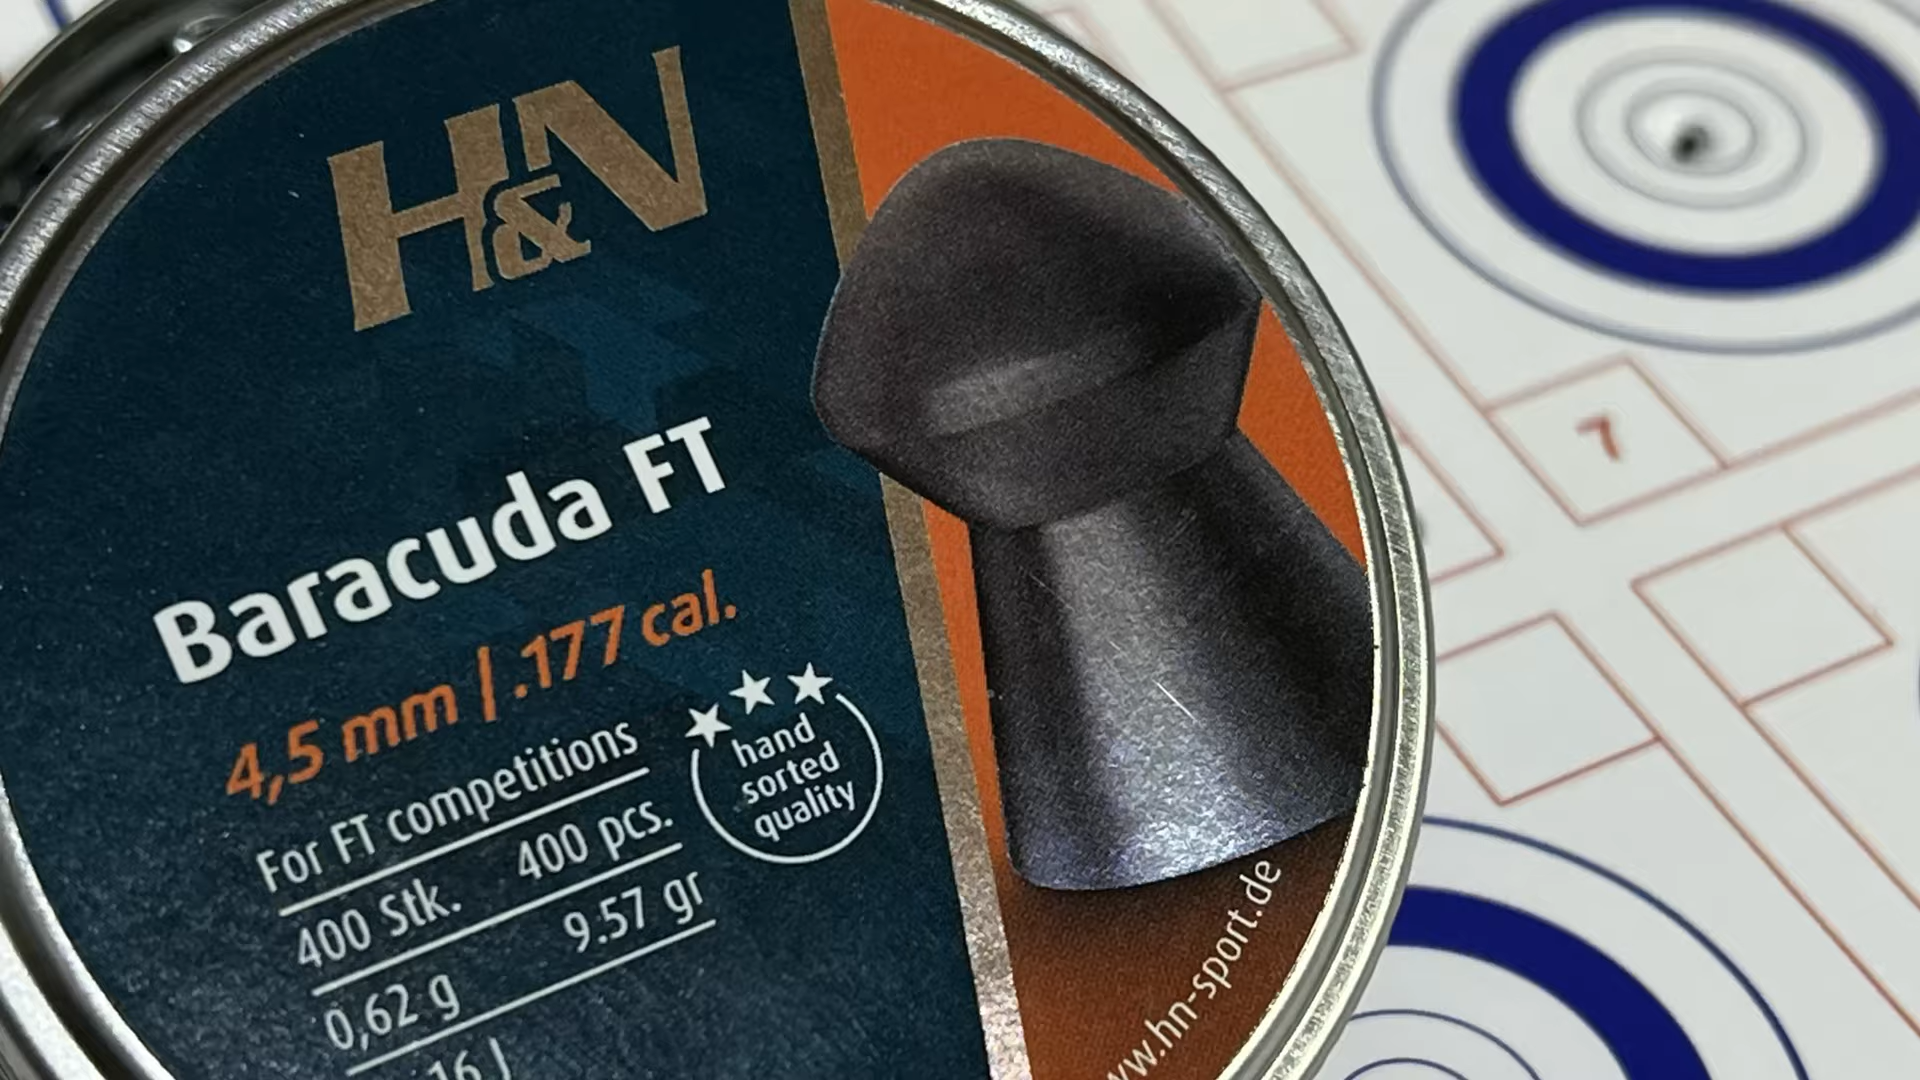 H&N
Baracuda FT
4,5 mm | .177 cal.
For FT competitions
400 Stk. 400 pcs.
0,62 g 9.57 gr
16 J
hand
sorted
quality
www.hn-sport.de
7